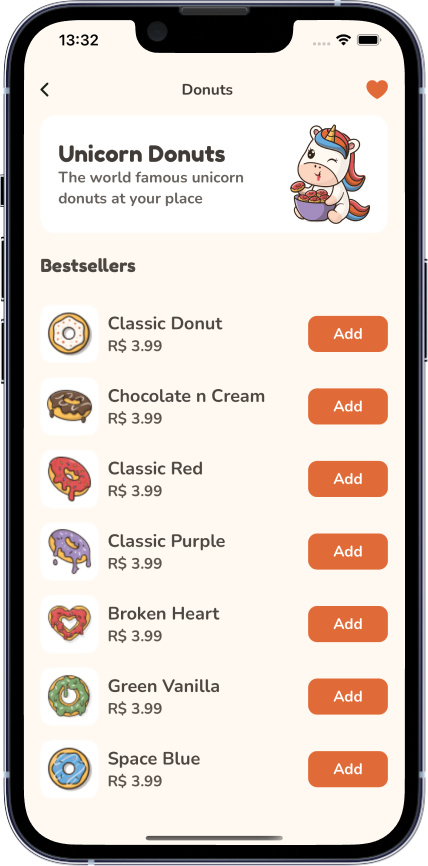 13:32
Donuts
Unicorn Donuts
The world famous unicorn
donuts at your place
Bestsellers
Classic Donut
R$ 3.99
Add
Chocolate n Cream
R$ 3.99
Add
Classic Red
R$ 3.99
Add
Classic Purple
R$ 3.99
Add
Broken Heart
R$ 3.99
Add
Green Vanilla
R$ 3.99
Add
Space Blue
R$ 3.99
Add